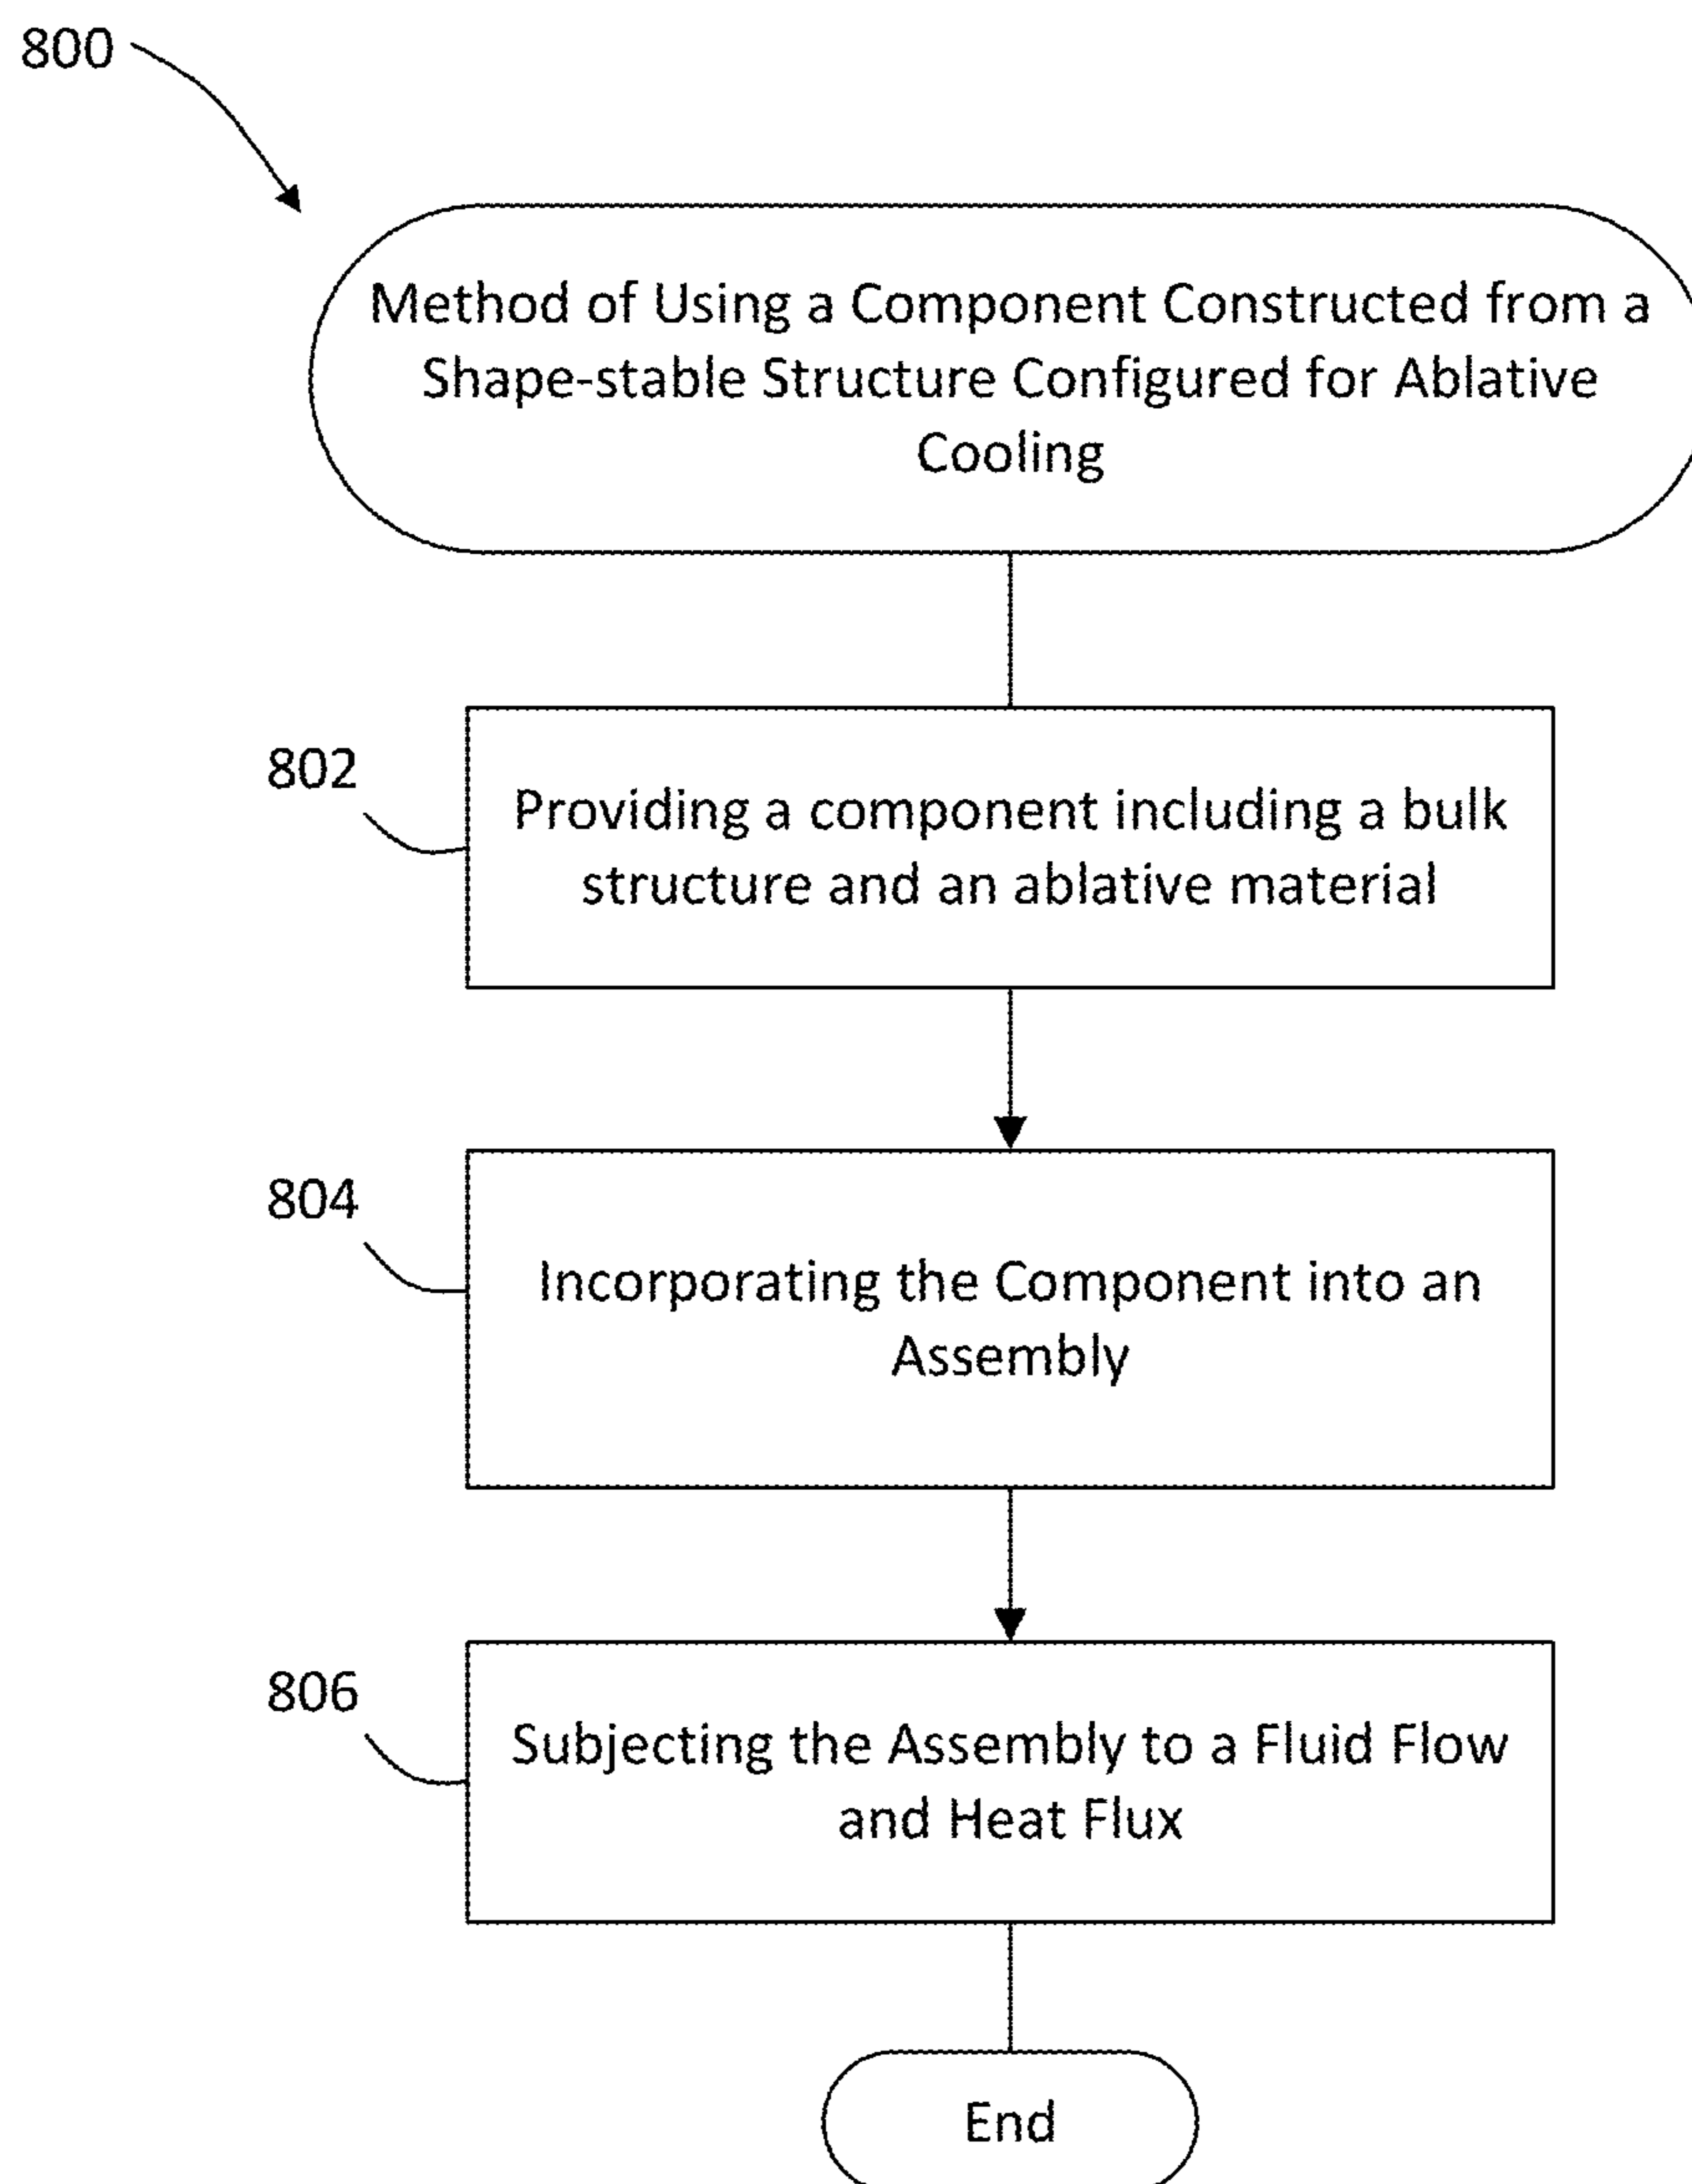 800
Method of Using a Component Constructed from a
Shape-stable Structure Configured for Ablative
Cooling
802
Providing a component including a bulk
structure and an ablative material
804
Incorporating the Component into an
Assembly
806
Subjecting the Assembly to a Fluid Flow
and Heat Flux
End